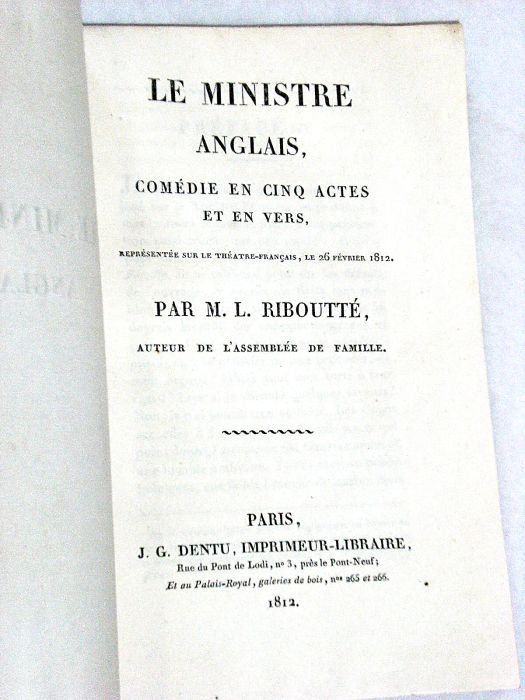 LE MINISTRE
ANGLAIS,
COMÉDIE EN CINQ ACTES
ET EN VERS,
REPRÉSENTÉE SUR LE THÉATRE-FRANÇAIS, LE 26 FÉVRIER 1812.
PAR M. L. RIBOUTTÉ,
AUTEUR DE L'ASSEMBLÉE DE FAMILLE.
PARIS,
J. G. DENTU, IMPRIMEUR-LIBRAIRE,
Rue du Pont de Lodi, nº 3, près le Pont-Neuf;
Et au Palais-Royal, galeries de bois, nos 265 et 266.
1812.